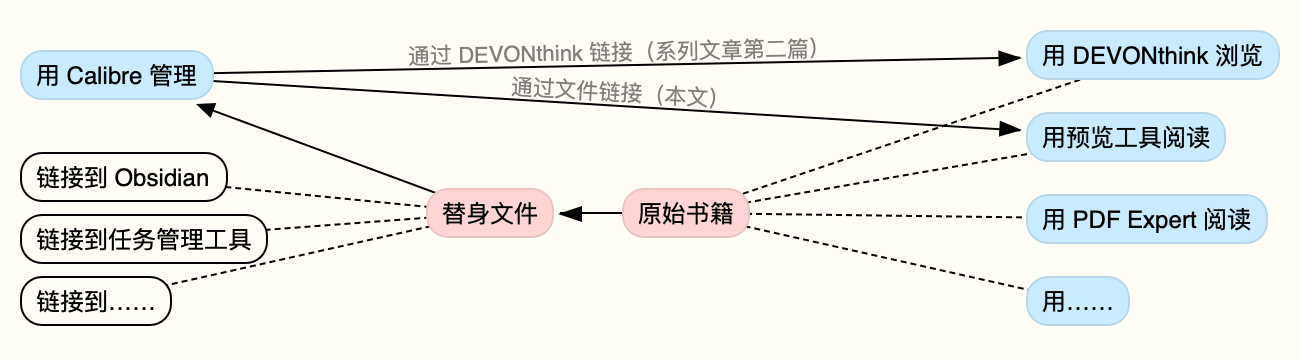 用 Calibre 管理
通过 DEVONthink 链接（系列文章第二篇）
用 DEVONthink 浏览
通过文件链接（本文）
用预览工具阅读
链接到 Obsidian
替身文件
原始书籍
链接到任务管理工具
用 PDF Expert 阅读
链接到……
用……